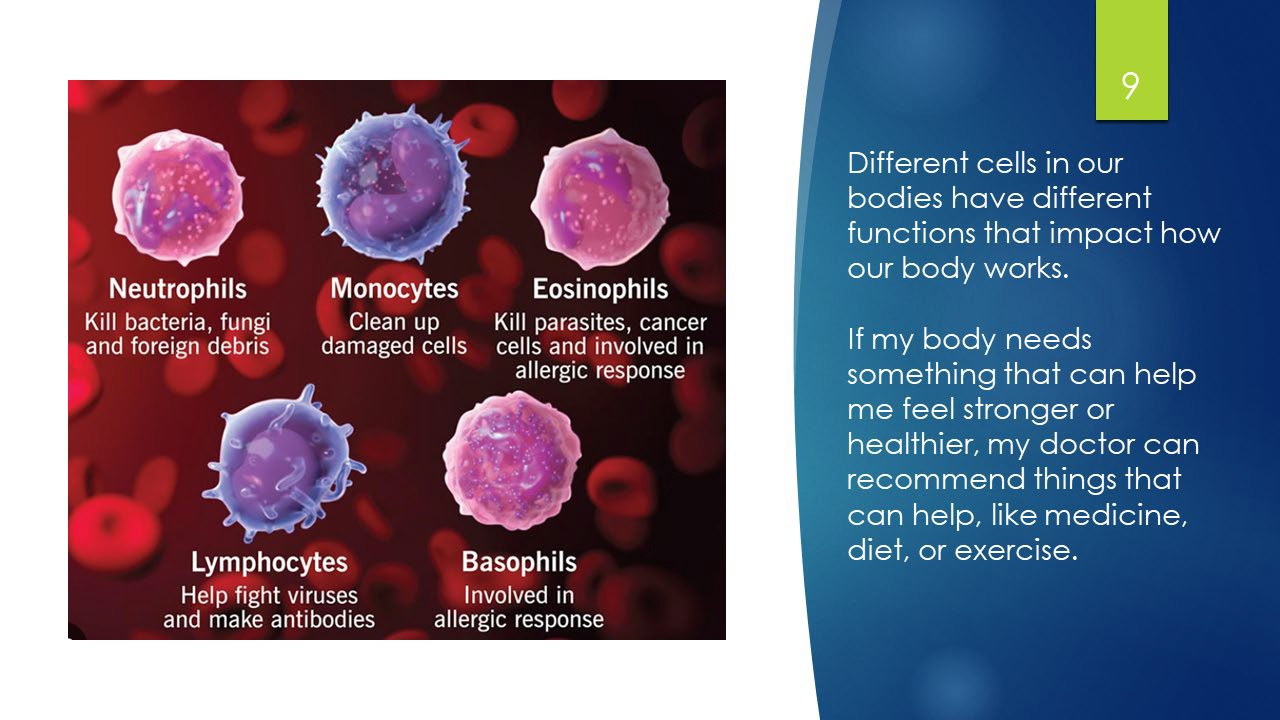 Neutrophils
Kill bacteria, fungi
and foreign debris
Monocytes
Clean up
damaged cells
Eosinophils
Kill parasites, cancer
cells and involved in
allergic response
Lymphocytes
Help fight viruses
and make antibodies
Basophils
Involved in
allergic response
9
Different cells in our
bodies have different
functions that impact how
our body works.
If my body needs
something that can help
me feel stronger or
healthier, my doctor can
recommend things that
can help, like medicine,
diet, or exercise.